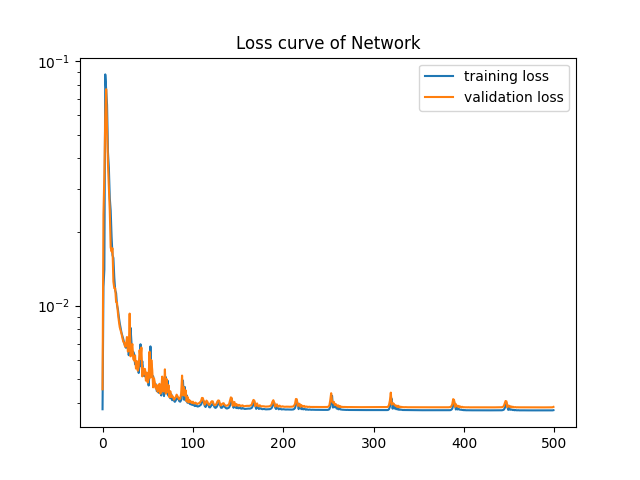 Loss curve of Network
training loss
validation loss
10⁻¹
10⁻²
0 100 200 300 400 500